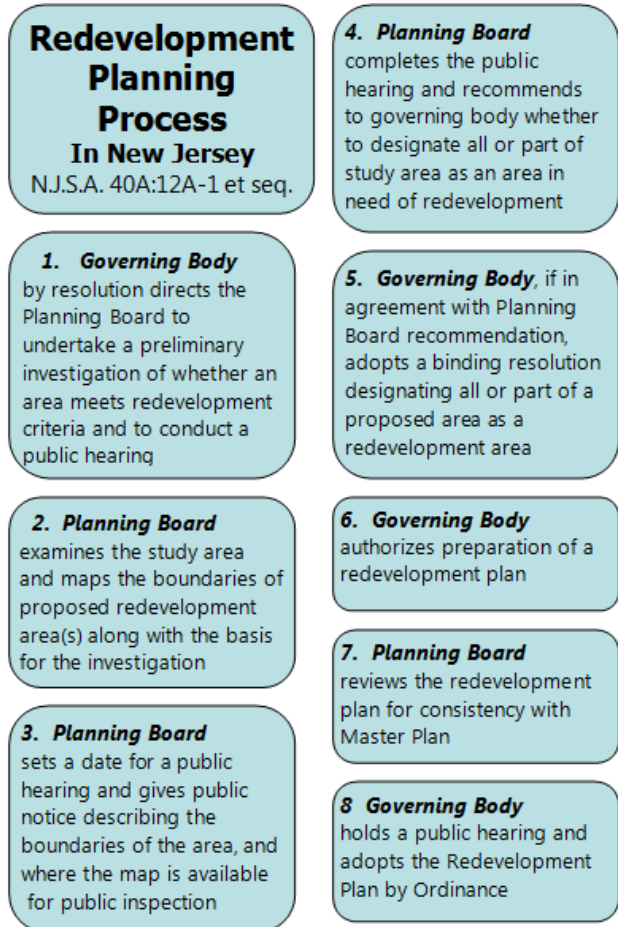 Redevelopment
Planning
Process
In New Jersey
N.J.S.A. 40A:12A-1 et seq.
1. Governing Body
by resolution directs the
Planning Board to
undertake a preliminary
investigation of whether an
area meets redevelopment
criteria and to conduct a
public hearing
2. Planning Board
examines the study area
and maps the boundaries of
proposed redevelopment
area(s) along with the basis
for the investigation
3. Planning Board
sets a date for a public
hearing and gives public
notice describing the
boundaries of the area, and
where the map is available
for public inspection
4. Planning Board
completes the public
hearing and recommends
to governing body whether
to designate all or part of
study area as an area in
need of redevelopment
5. Governing Body, if in
agreement with Planning
Board recommendation,
adopts a binding resolution
designating all or part of a
proposed area as a
redevelopment area
6. Governing Body
authorizes preparation of a
redevelopment plan
7. Planning Board
reviews the redevelopment
plan for consistency with
Master Plan
8 Governing Body
holds a public hearing and
adopts the Redevelopment
Plan by Ordinance